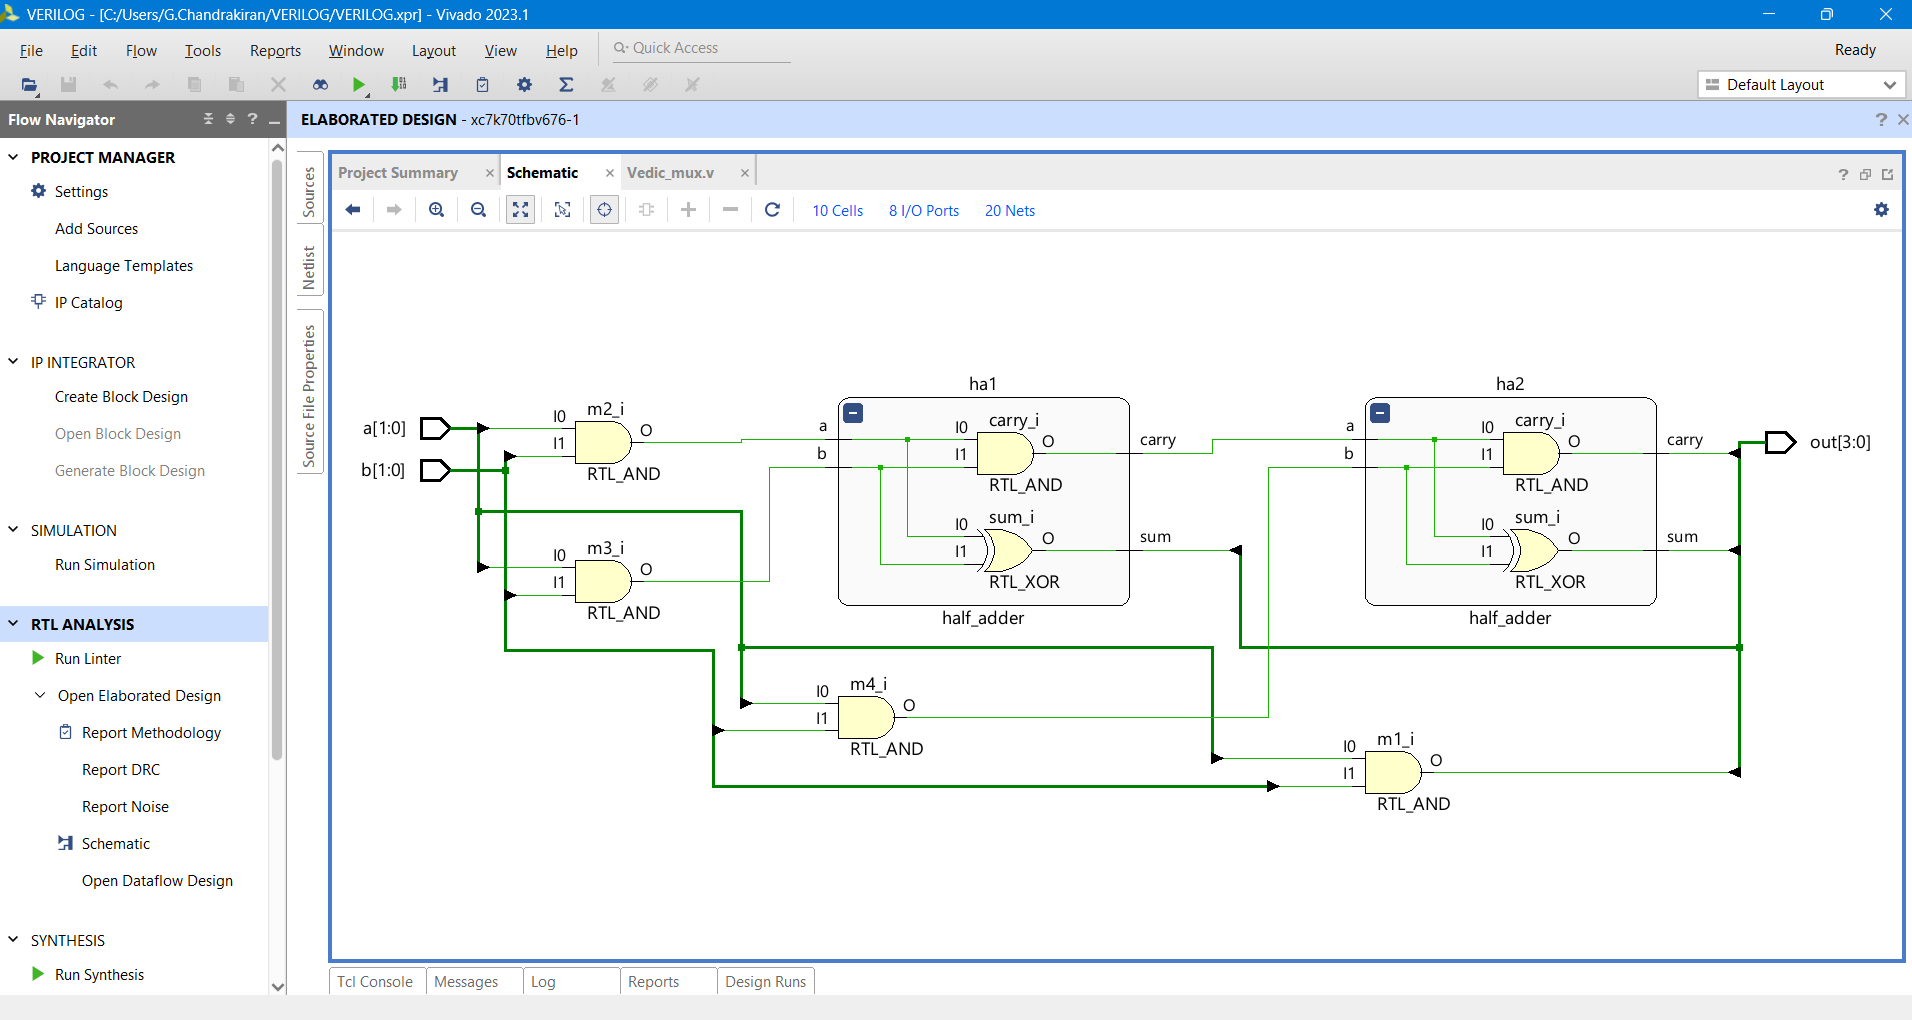 VERILOG - [C:/Users/G.Chandrakiran/VERILOG/VERILOG.xpr] - Vivado 2023.1
File Edit Flow Tools Reports Window Layout View Help Quick Access Ready
Default Layout
Flow Navigator ?
ELABORATED DESIGN - xc7k70tfbv676-1 ?
PROJECT MANAGER
Settings
Add Sources
Language Templates
IP Catalog
IP INTEGRATOR
Create Block Design
Open Block Design
Generate Block Design
SIMULATION
Run Simulation
RTL ANALYSIS
Run Linter
Open Elaborated Design
Report Methodology
Report DRC
Report Noise
Schematic
Open Dataflow Design
SYNTHESIS
Run Synthesis
Sources
Netlist
Source File Properties
Project Summary Schematic Vedic_mux.v ?
10 Cells 8 I/O Ports 20 Nets
a[1:0]
b[1:0]
I0 m2_i
I1 O
RTL_AND
I0 m3_i
I1 O
RTL_AND
ha1
a
b
I0 carry_i
I1 O
RTL_AND
carry
I0 sum_i
I1 O
RTL_XOR
sum
half_adder
ha2
a
b
I0 carry_i
I1 O
RTL_AND
carry
I0 sum_i
I1 O
RTL_XOR
sum
half_adder
out[3:0]
I0 m4_i
I1 O
RTL_AND
I0 m1_i
I1 O
RTL_AND
Tcl Console Messages Log Reports Design Runs